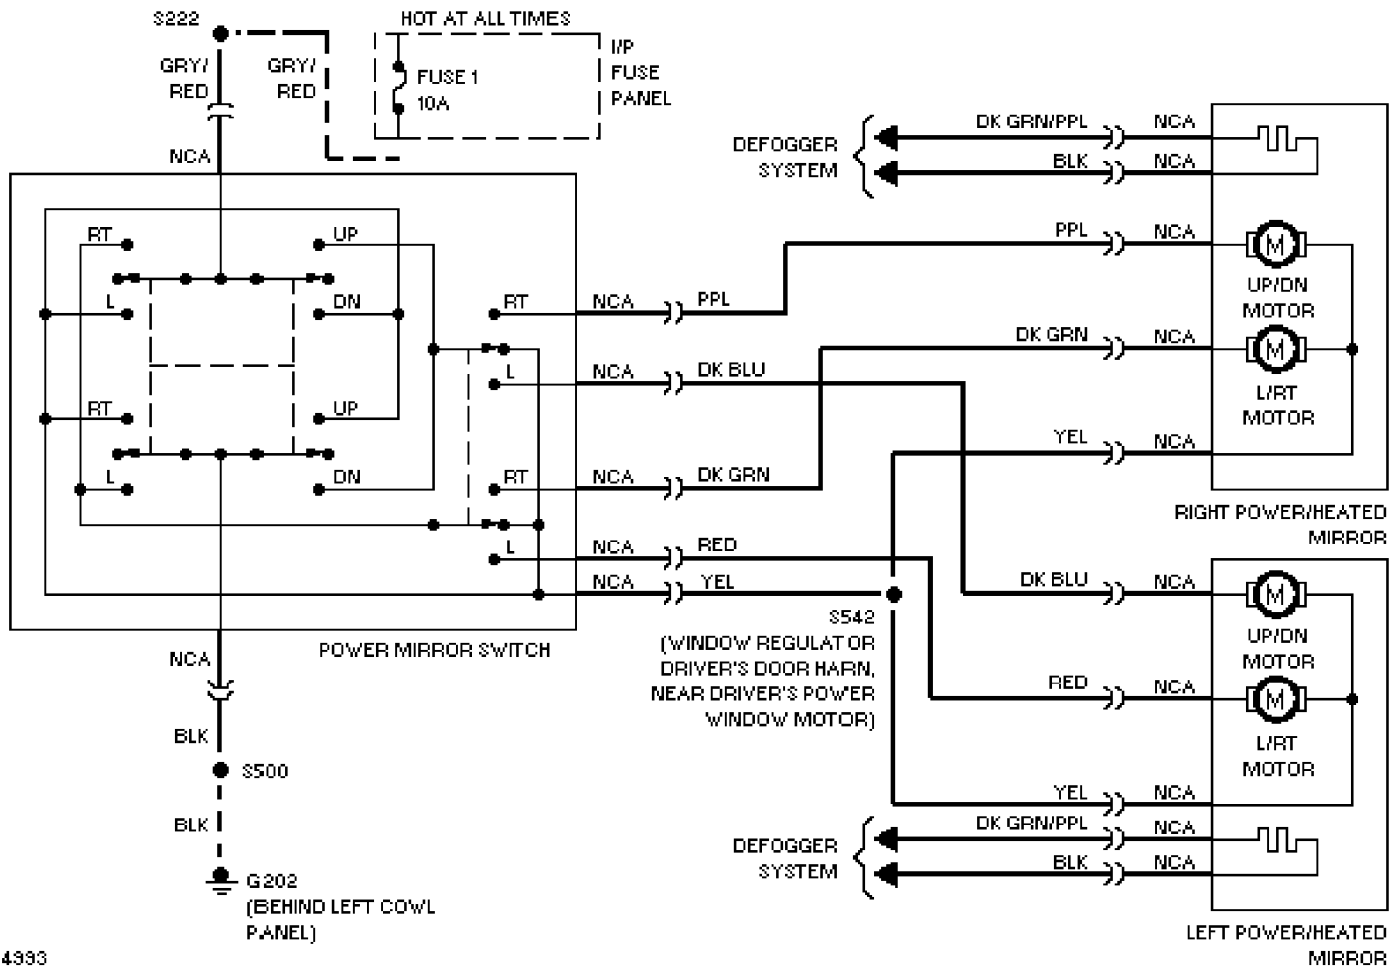 S222
HOT AT ALL TIMES
GRY/
RED
GRY/
RED
FUSE 1
10A
I/P
FUSE
PANEL
NCA
DEFOGGER
SYSTEM
DK GRN/PPL
NCA
BLK
NCA
PPL
NCA
M
UP/DN
MOTOR
DK GRN
NCA
M
L/RT
MOTOR
YEL
NCA
RIGHT POWER/HEATED
MIRROR
RT
UP
L
DN
RT
UP
L
DN
RT
L
RT
L
NCA
PPL
NCA
DK BLU
NCA
DK GRN
NCA
RED
NCA
YEL
POWER MIRROR SWITCH
S542
(WINDOW REGULATOR
DRIVER'S DOOR HARN,
NEAR DRIVER'S POWER
WINDOW MOTOR)
DK BLU
NCA
M
UP/DN
MOTOR
RED
NCA
M
L/RT
MOTOR
YEL
NCA
DEFOGGER
SYSTEM
DK GRN/PPL
NCA
BLK
NCA
LEFT POWER/HEATED
MIRROR
NCA
BLK
S500
BLK
G202
(BEHIND LEFT COWL
PANEL)
4993